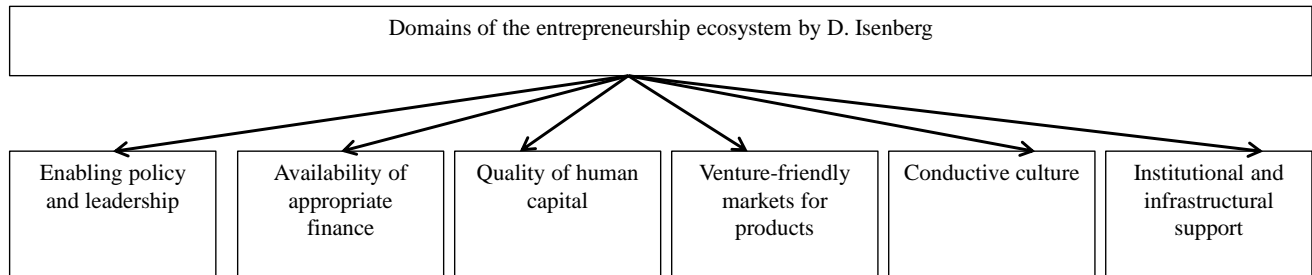 Domains of the entrepreneurship ecosystem by D. Isenberg
Enabling policy
and leadership
Availability of
appropriate
finance
Quality of human
capital
Venture-friendly
markets for
products
Conductive culture
Institutional and
infrastructural
support